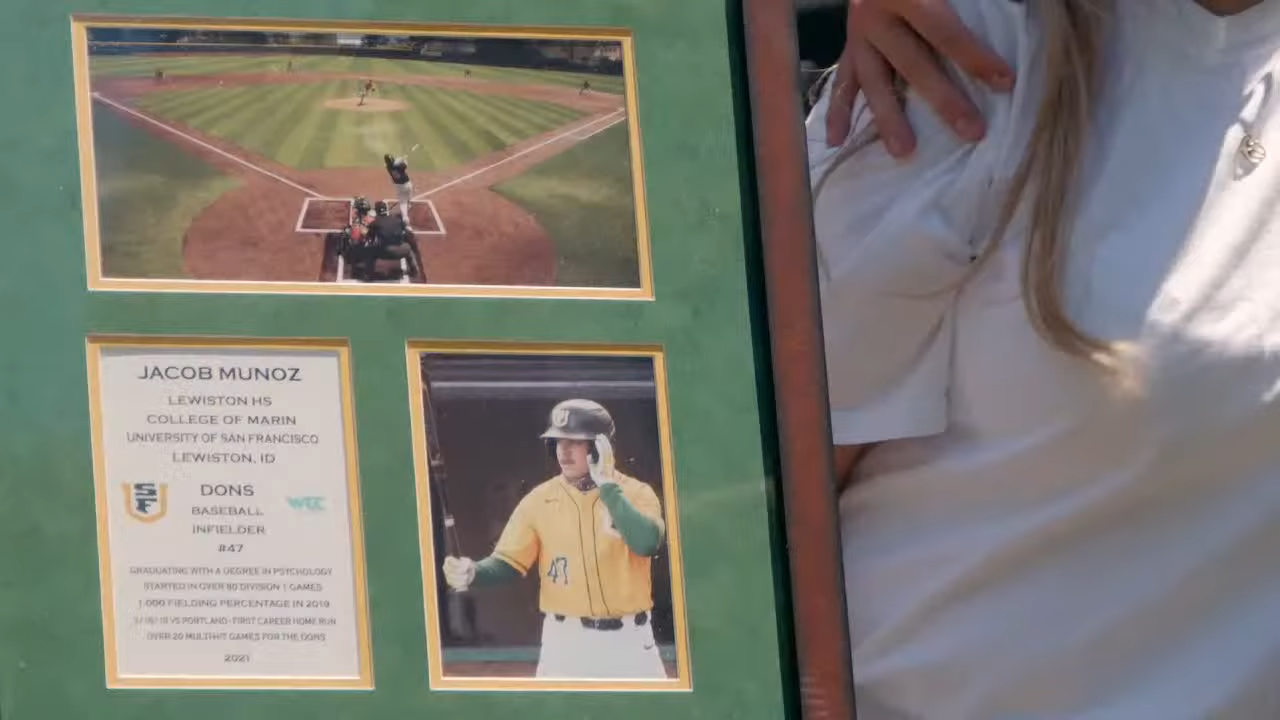 JACOB MUNOZ
LEWISTON HS
COLLEGE OF MARIN
UNIVERSITY OF SAN FRANCISCO
LEWISTON, ID
SF
DONS
WCC
BASEBALL
INFIELDER
#47
GRADUATING WITH A DEGREE IN PSYCHOLOGY
STARTED IN OVER 80 DIVISION 1 GAMES
1.000 FIELDING PERCENTAGE IN 2019
VS PORTLAND - FIRST CAREER HOME RUN
OVER 20 MULTI-HIT GAMES FOR THE DONS
2021
47